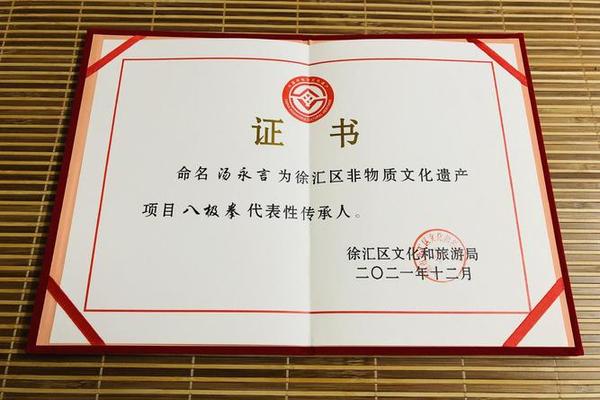 证书
命名汤永言为徐汇区非物质文化遗产
项目八极拳代表性传承人。
徐汇区文化和旅游局
二〇二一年十二月